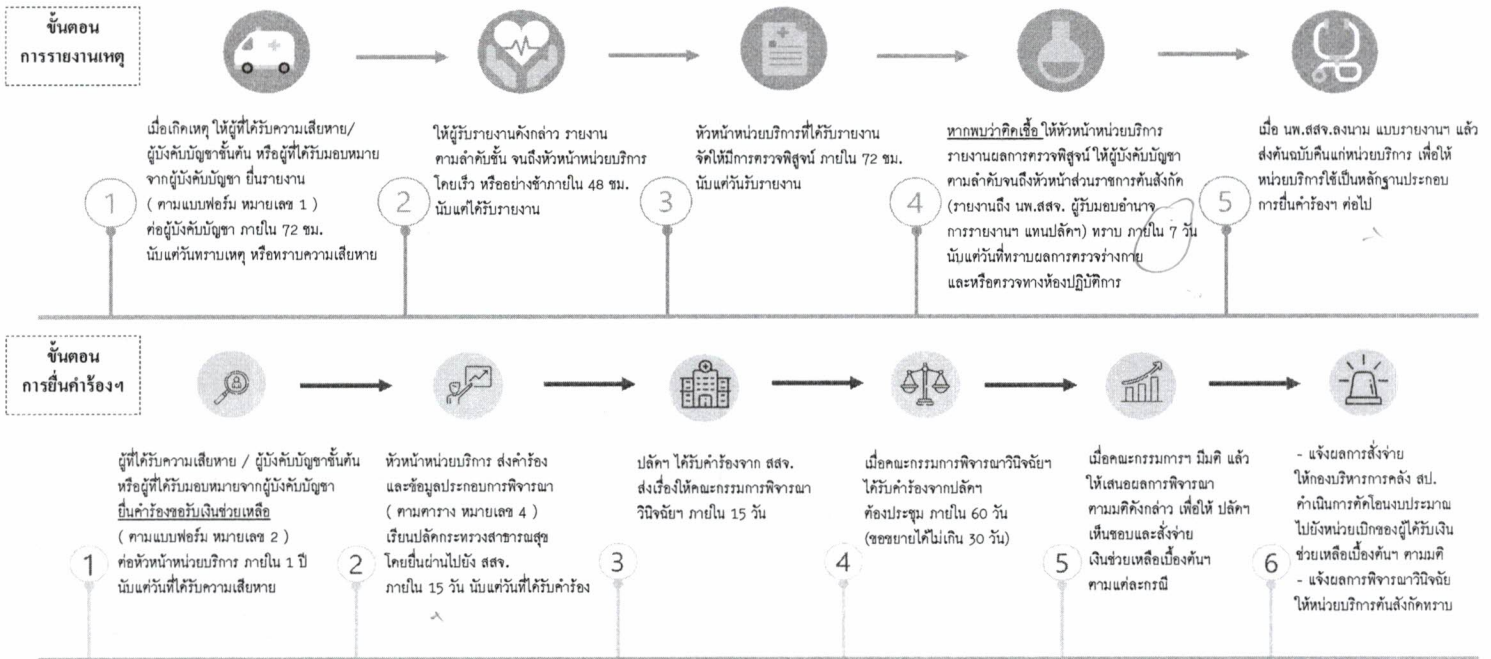 ขั้นตอน
การรายงานเหตุ
1
เมื่อเกิดเหตุ ให้ผู้ที่ได้รับความเสียหาย/
ผู้บังคับบัญชาชั้นต้น หรือผู้ที่ได้รับมอบหมาย
จากผู้บังคับบัญชา ยื่นรายงาน
( ตามแบบฟอร์ม หมายเลข 1 )
ต่อผู้บังคับบัญชา ภายใน 72 ชม.
นับแต่วันทราบเหตุ หรือทราบความเสียหาย
2
ให้ผู้รับรายงานดังกล่าว รายงาน
ตามลำดับชั้น จนถึงหัวหน้าหน่วยบริการ
โดยเร็ว หรืออย่างช้าภายใน 48 ชม.
นับแต่ได้รับรายงาน
3
หัวหน้าหน่วยบริการที่ได้รับรายงาน
จัดให้มีการตรวจพิสูจน์ ภายใน 72 ชม.
นับแต่วันรับรายงาน
4
หากพบว่าติดเชื้อ ให้หัวหน้าหน่วยบริการ
รายงานผลการตรวจพิสูจน์ ให้ผู้บังคับบัญชา
ตามลำดับจนถึงหัวหน้าส่วนราชการต้นสังกัด
(รายงานถึง นพ.สสจ. ผู้รับมอบอำนาจ
การรายงานฯ แทนปลัดฯ) ทราบ ภายใน 7 วัน
นับแต่วันที่ทราบผลการตรวจร่างกาย
และหรือตรวจทางห้องปฏิบัติการ
5
เมื่อ นพ.สสจ.ลงนาม แบบรายงานฯ แล้ว
ส่งต้นฉบับคืนแก่หน่วยบริการ เพื่อให้
หน่วยบริการใช้เป็นหลักฐานประกอบ
การยื่นคำร้องฯ ต่อไป
ขั้นตอน
การยื่นคำร้องฯ
1
ผู้ที่ได้รับความเสียหาย / ผู้บังคับบัญชาชั้นต้น
หรือผู้ที่ได้รับมอบหมายจากผู้บังคับบัญชา
ยื่นคำร้องขอรับเงินช่วยเหลือ
( ตามแบบฟอร์ม หมายเลข 2 )
ต่อหัวหน้าหน่วยบริการ ภายใน 1 ปี
นับแต่วันที่ได้รับความเสียหาย
2
หัวหน้าหน่วยบริการ ส่งคำร้อง
และข้อมูลประกอบการพิจารณา
( ตามตาราง หมายเลข 4 )
เรียนปลัดกระทรวงสาธารณสุข
โดยยื่นผ่านไปยัง สสจ.
ภายใน 15 วัน นับแต่วันที่ได้รับคำร้อง
3
ปลัดฯ ได้รับคำร้องจาก สสจ.
ส่งเรื่องให้คณะกรรมการพิจารณา
วินิจฉัยฯ ภายใน 15 วัน
4
เมื่อคณะกรรมการพิจารณาวินิจฉัยฯ
ได้รับคำร้องจากปลัดฯ
ต้องประชุม ภายใน 60 วัน
(ขอขยายได้ไม่เกิน 30 วัน)
5
เมื่อคณะกรรมการฯ มีมติ แล้ว
ให้เสนอผลการพิจารณา
ตามมติดังกล่าว เพื่อให้ ปลัดฯ
เห็นชอบและสั่งจ่าย
เงินช่วยเหลือเบื้องต้นฯ
ตามแต่ละกรณี
6
- แจ้งผลการสั่งจ่าย
ให้กองบริหารการคลัง สป.
ดำเนินการตัดโอนงบประมาณ
ไปยังหน่วยเบิกของผู้ได้รับเงิน
ช่วยเหลือเบื้องต้นฯ ตามมติ
- แจ้งผลการพิจารณาวินิจฉัย
ให้หน่วยบริการต้นสังกัดทราบ